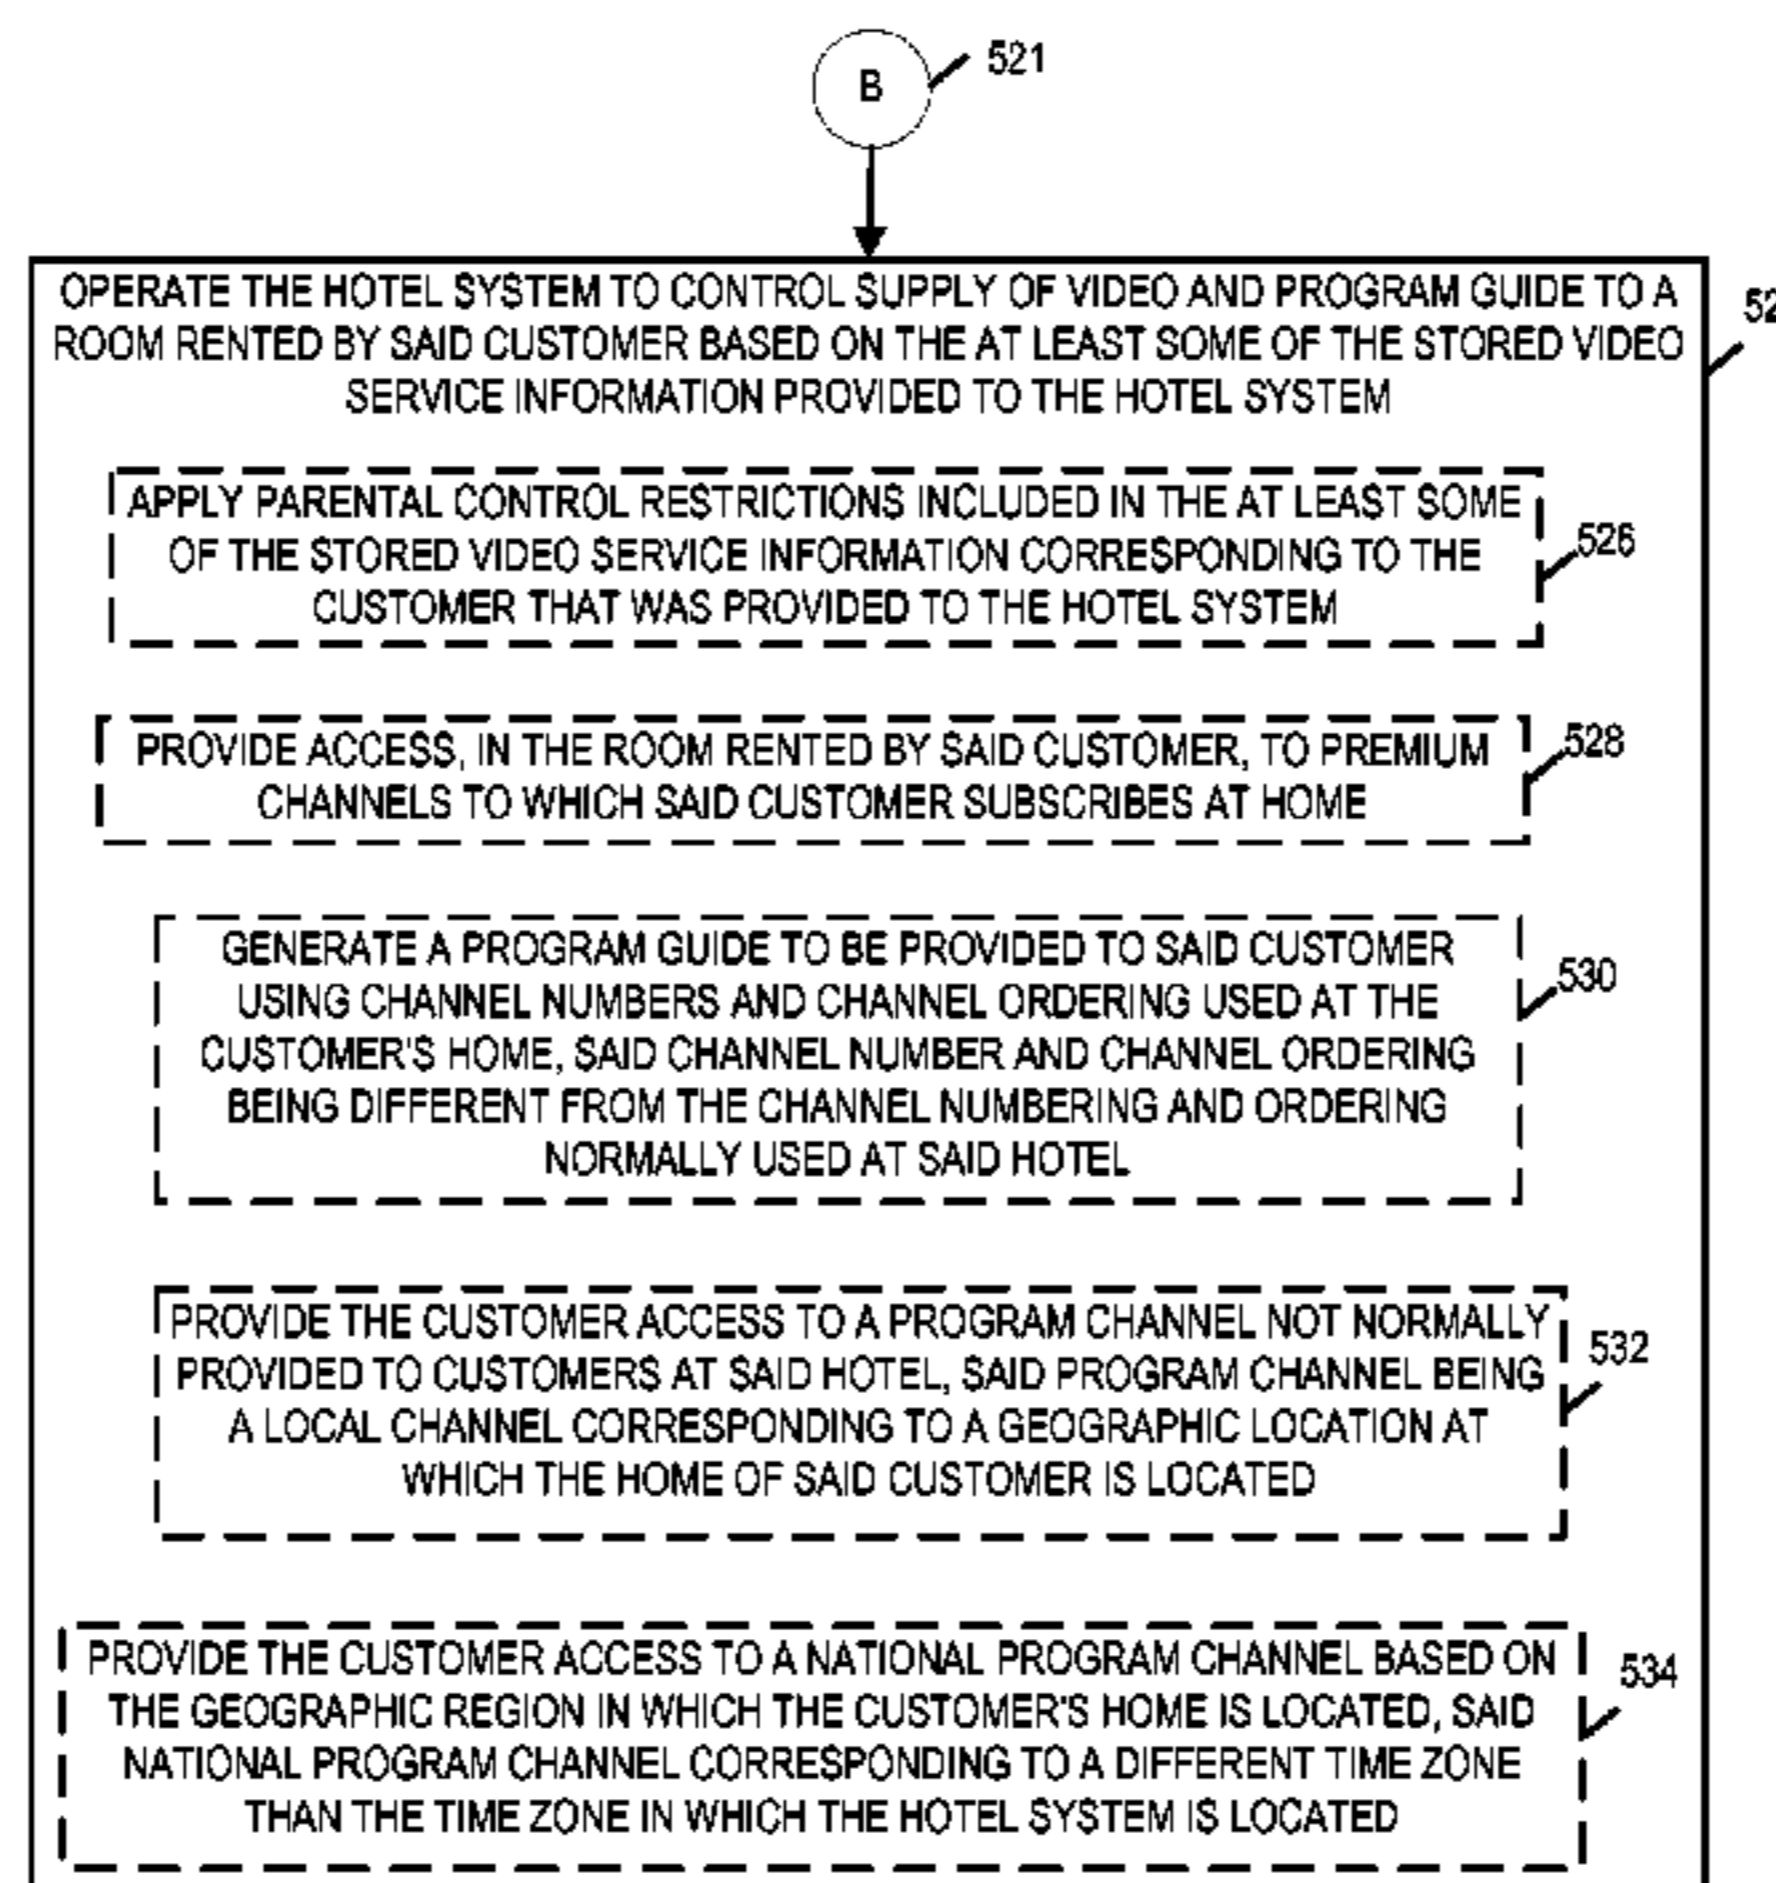 B
521
OPERATE THE HOTEL SYSTEM TO CONTROL SUPPLY OF VIDEO AND PROGRAM GUIDE TO A
ROOM RENTED BY SAID CUSTOMER BASED ON THE AT LEAST SOME OF THE STORED VIDEO
SERVICE INFORMATION PROVIDED TO THE HOTEL SYSTEM
APPLY PARENTAL CONTROL RESTRICTIONS INCLUDED IN THE AT LEAST SOME
OF THE STORED VIDEO SERVICE INFORMATION CORRESPONDING TO THE
CUSTOMER THAT WAS PROVIDED TO THE HOTEL SYSTEM
526
PROVIDE ACCESS, IN THE ROOM RENTED BY SAID CUSTOMER, TO PREMIUM
CHANNELS TO WHICH SAID CUSTOMER SUBSCRIBES AT HOME
528
GENERATE A PROGRAM GUIDE TO BE PROVIDED TO SAID CUSTOMER
USING CHANNEL NUMBERS AND CHANNEL ORDERING USED AT THE
CUSTOMER'S HOME, SAID CHANNEL NUMBER AND CHANNEL ORDERING
BEING DIFFERENT FROM THE CHANNEL NUMBERING AND ORDERING
NORMALLY USED AT SAID HOTEL
530
PROVIDE THE CUSTOMER ACCESS TO A PROGRAM CHANNEL NOT NORMALLY
PROVIDED TO CUSTOMERS AT SAID HOTEL, SAID PROGRAM CHANNEL BEING
A LOCAL CHANNEL CORRESPONDING TO A GEOGRAPHIC LOCATION AT
WHICH THE HOME OF SAID CUSTOMER IS LOCATED
532
PROVIDE THE CUSTOMER ACCESS TO A NATIONAL PROGRAM CHANNEL BASED ON
THE GEOGRAPHIC REGION IN WHICH THE CUSTOMER'S HOME IS LOCATED, SAID
NATIONAL PROGRAM CHANNEL CORRESPONDING TO A DIFFERENT TIME ZONE
THAN THE TIME ZONE IN WHICH THE HOTEL SYSTEM IS LOCATED
534